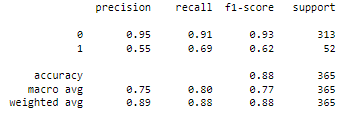 precision recall f1-score support
0 0.95 0.91 0.93 313
1 0.55 0.69 0.62 52
accuracy 0.88 365
macro avg 0.75 0.80 0.77 365
weighted avg 0.89 0.88 0.88 365